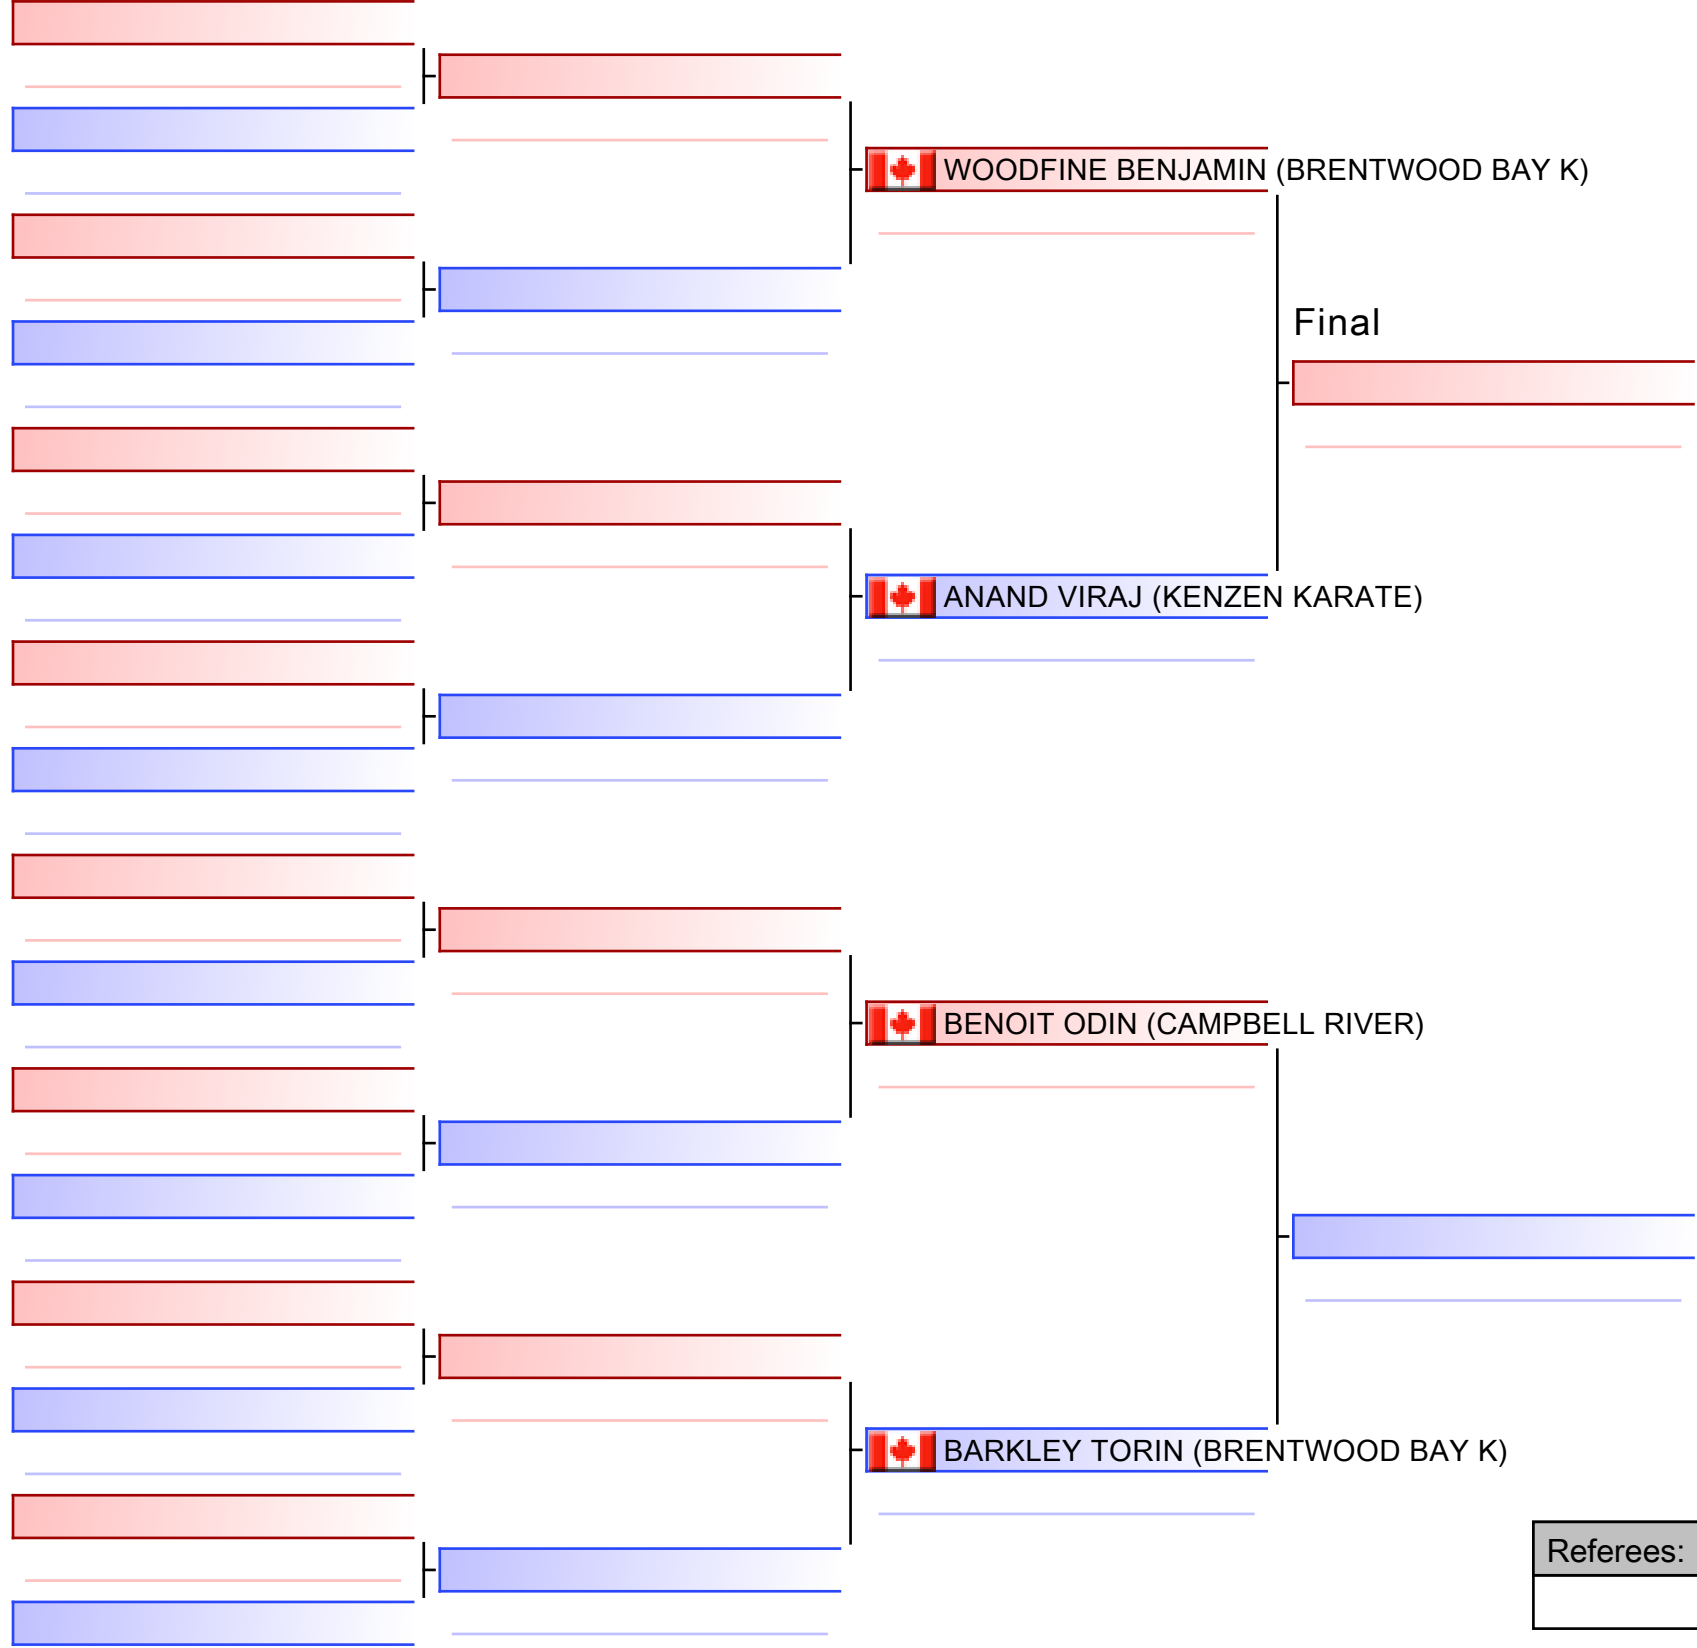 WOODFINE BENJAMIN (BRENTWOOD BAY K)
Final
ANAND VIRAJ (KENZEN KARATE)
BENOIT ODIN (CAMPBELL RIVER)
BARKLEY TORIN (BRENTWOOD BAY K)
Referees: